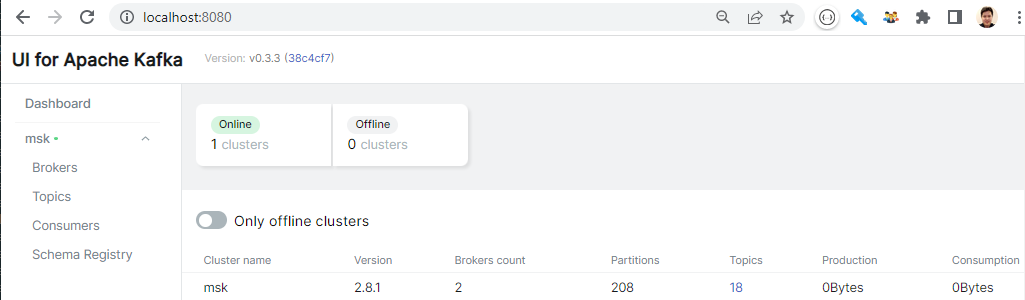 localhost:8080
UI for Apache Kafka Version: v0.3.3 (38c4cf7)
Dashboard
msk
Brokers
Topics
Consumers
Schema Registry
Online Offline
1 clusters 0 clusters
Only offline clusters
Cluster name Version Brokers count Partitions Topics Production Consumption
msk 2.8.1 2 208 18 0Bytes 0Bytes